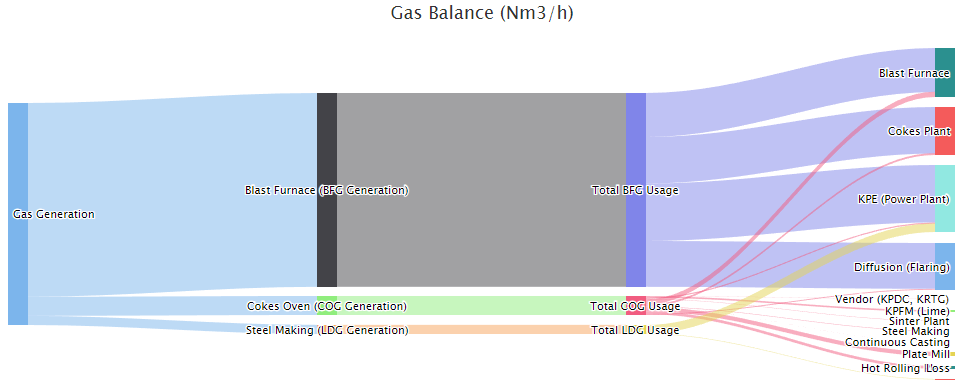 Gas Balance (Nm3/h)
Gas Generation
Blast Furnace (BFG Generation)
Cokes Oven (COG Generation)
Steel Making (LDG Generation)
Total BFG Usage
Total COG Usage
Total LDG Usage
Blast Furnace
Cokes Plant
KPE (Power Plant)
Diffusion (Flaring)
Vendor (KPDC, KRTG)
KPFM (Lime)
Sinter Plant
Steel Making
Continuous Casting
Plate Mill
Hot Rolling
Loss